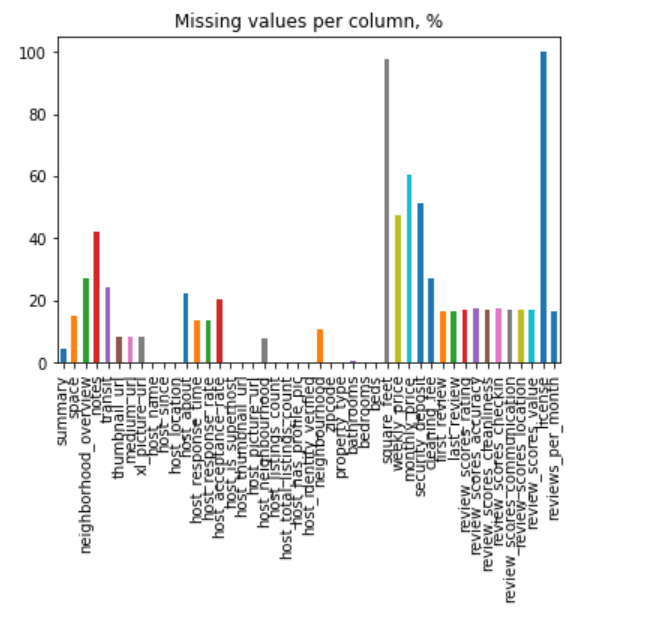 Missing values per column, %
100
80
60
40
20
0
summary
space
neighborhood_overview
notes
transit
thumbnail_url
medium_url
xl_picture_url
host_name
host_since
host_location
host_about
host_response_time
host_response_rate
host_acceptance_rate
host_is_superhost
host_thumbnail_url
host_picture_url
host_neighbourhood
host_listings_count
host_total_listings_count
host_has_profile_pic
host_identity_verified
neighbourhood
zipcode
property_type
bathrooms
bedrooms
beds
square_feet
weekly_price
monthly_price
security_deposit
cleaning_fee
first_review
last_review
review_scores_rating
review_scores_accuracy
review_scores_cleanliness
review_scores_checkin
review_scores_communication
review_scores_location
review_scores_value
license
reviews_per_month